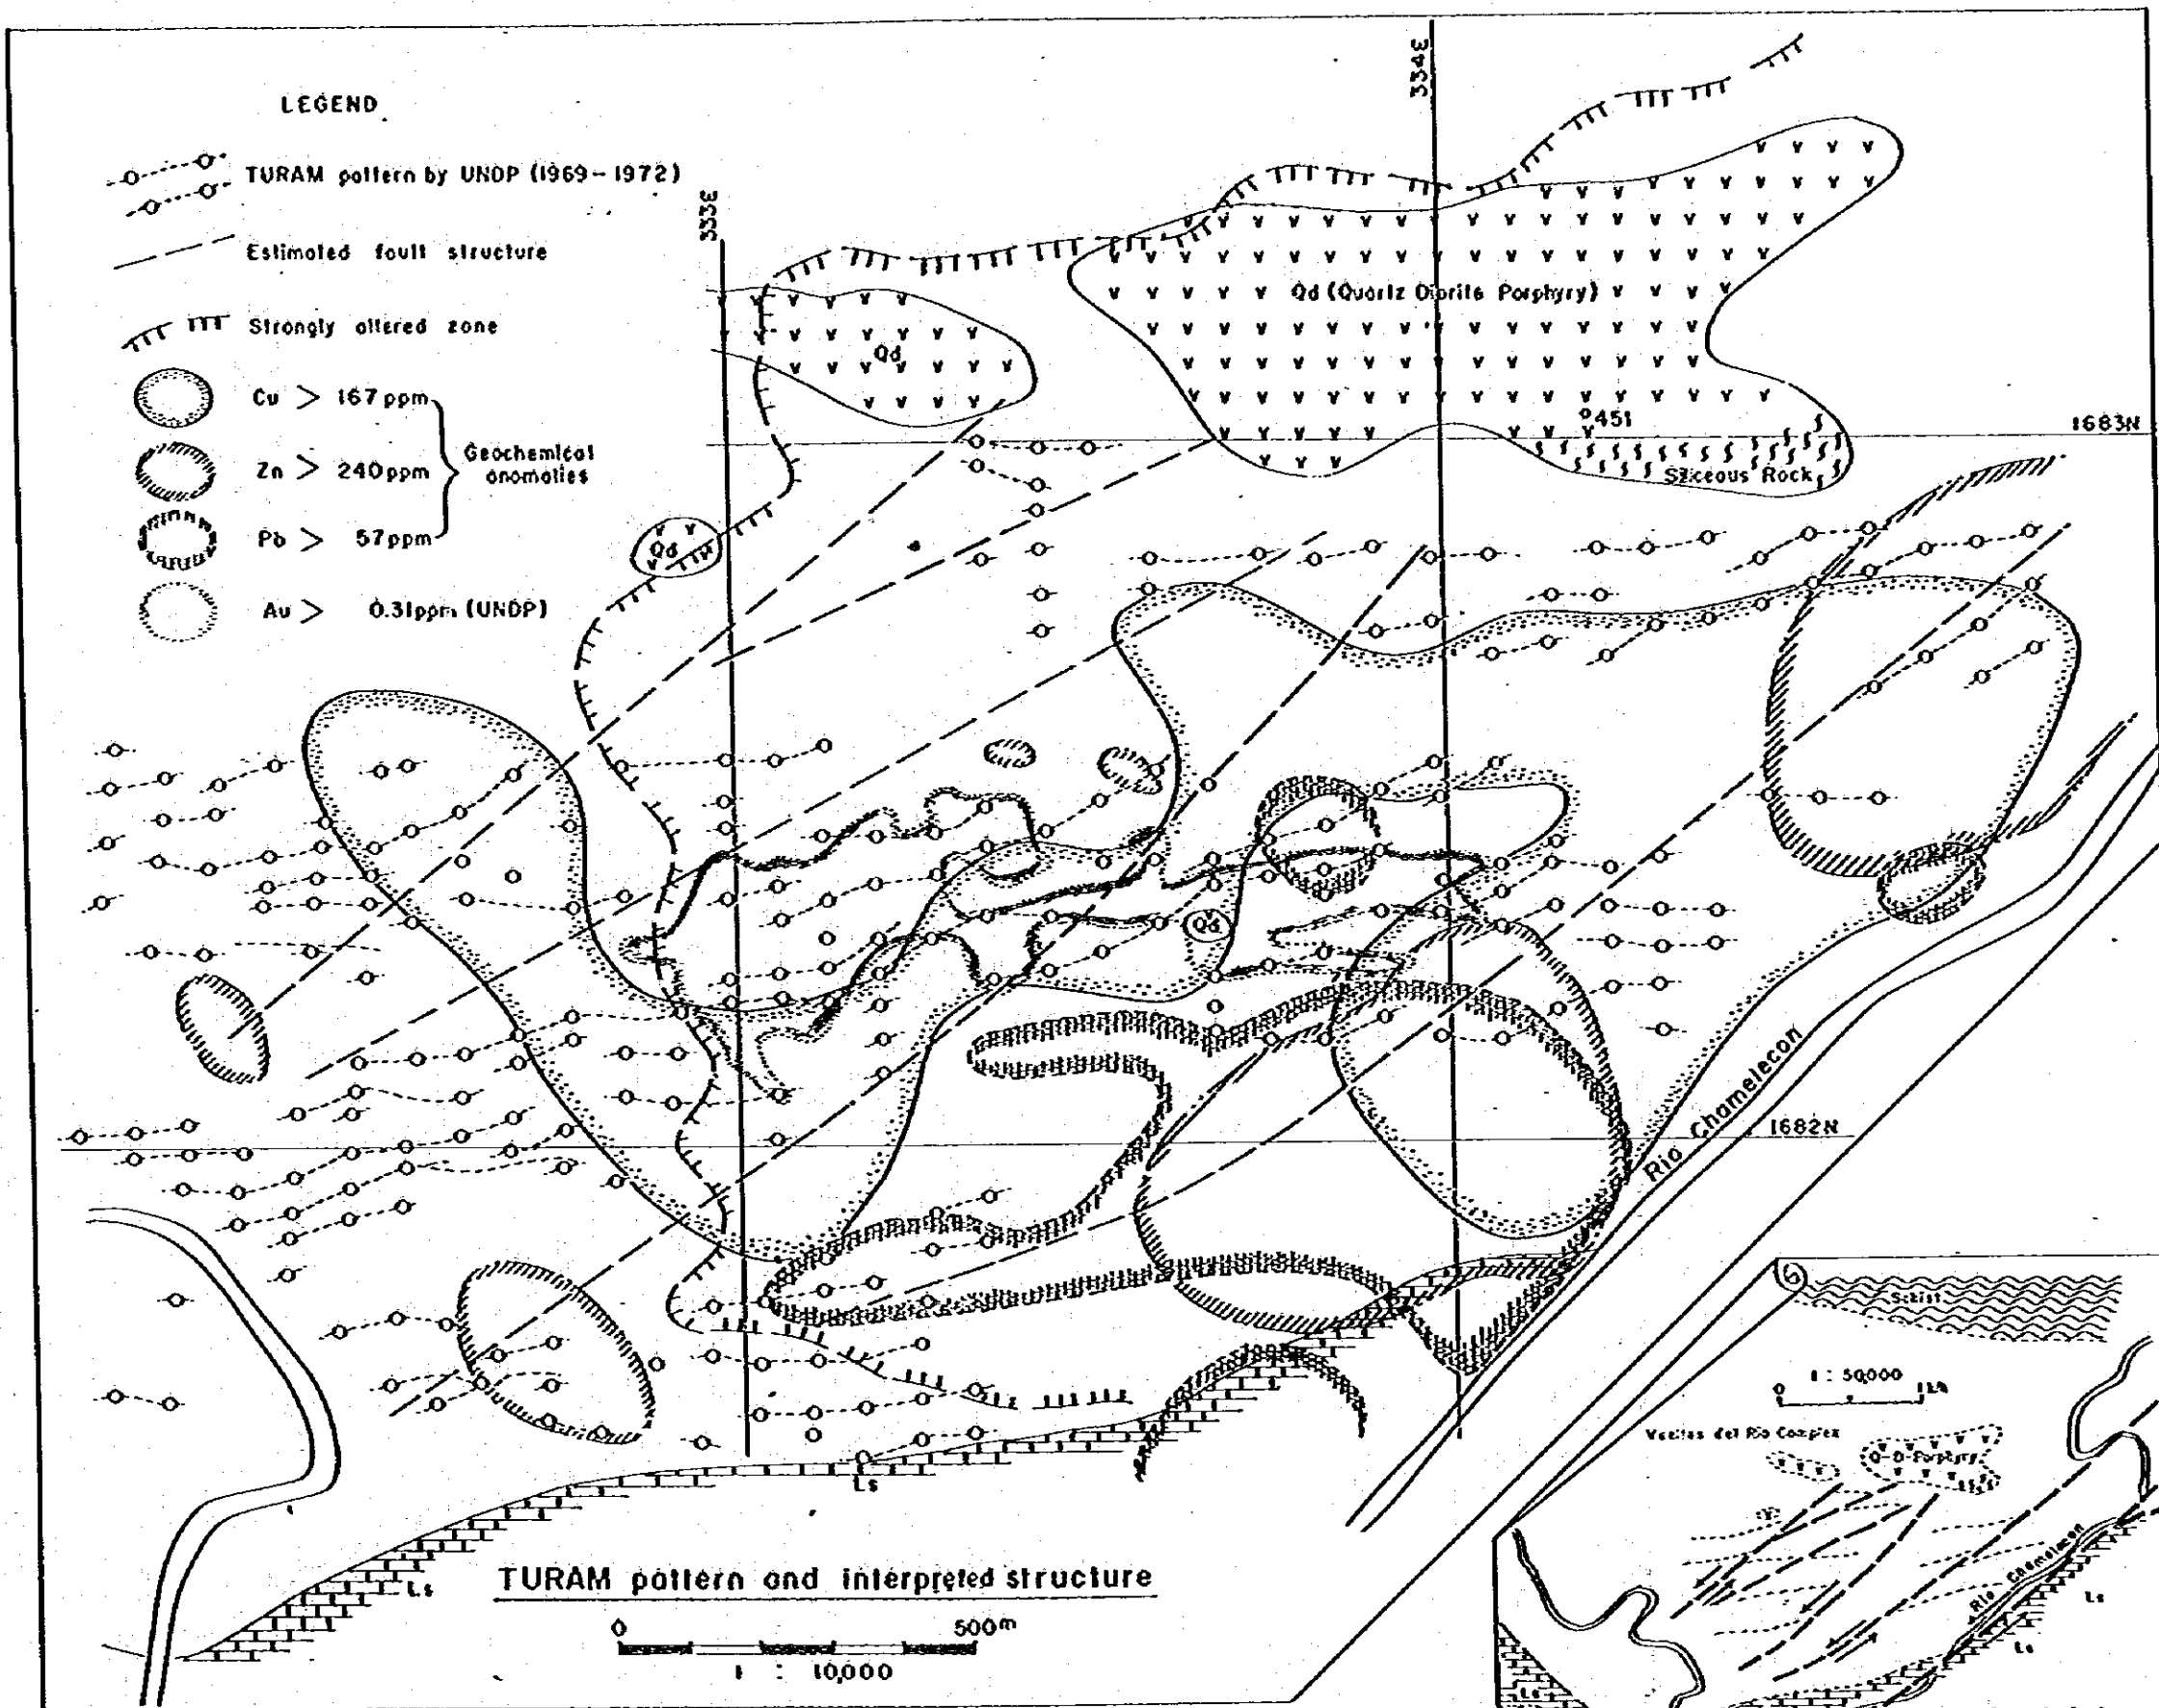 LEGEND
TURAM pattern by UNDP (1969-1972)
Estimated fault structure
Strongly altered zone
Cu > 167 ppm
Zn > 240 ppm
Pb > 57 ppm
Geochemical
anomalies
Au > 0.31 ppm (UNDP)
333E
334E
Qd (Quartz Diorite Porphyry)
Qd
451
1683N
Siliceous Rock
Qd
Qd
Rio Chamelecon
1682N
Ls
Ls
TURAM pattern and interpreted structure
0 500m
1 : 10,000
Schist
1 : 50,000
0 1km
Vueltas del Rio Complex
Q-D-Porphyry
Rio Chamelecon
Ls
Ls
Ls